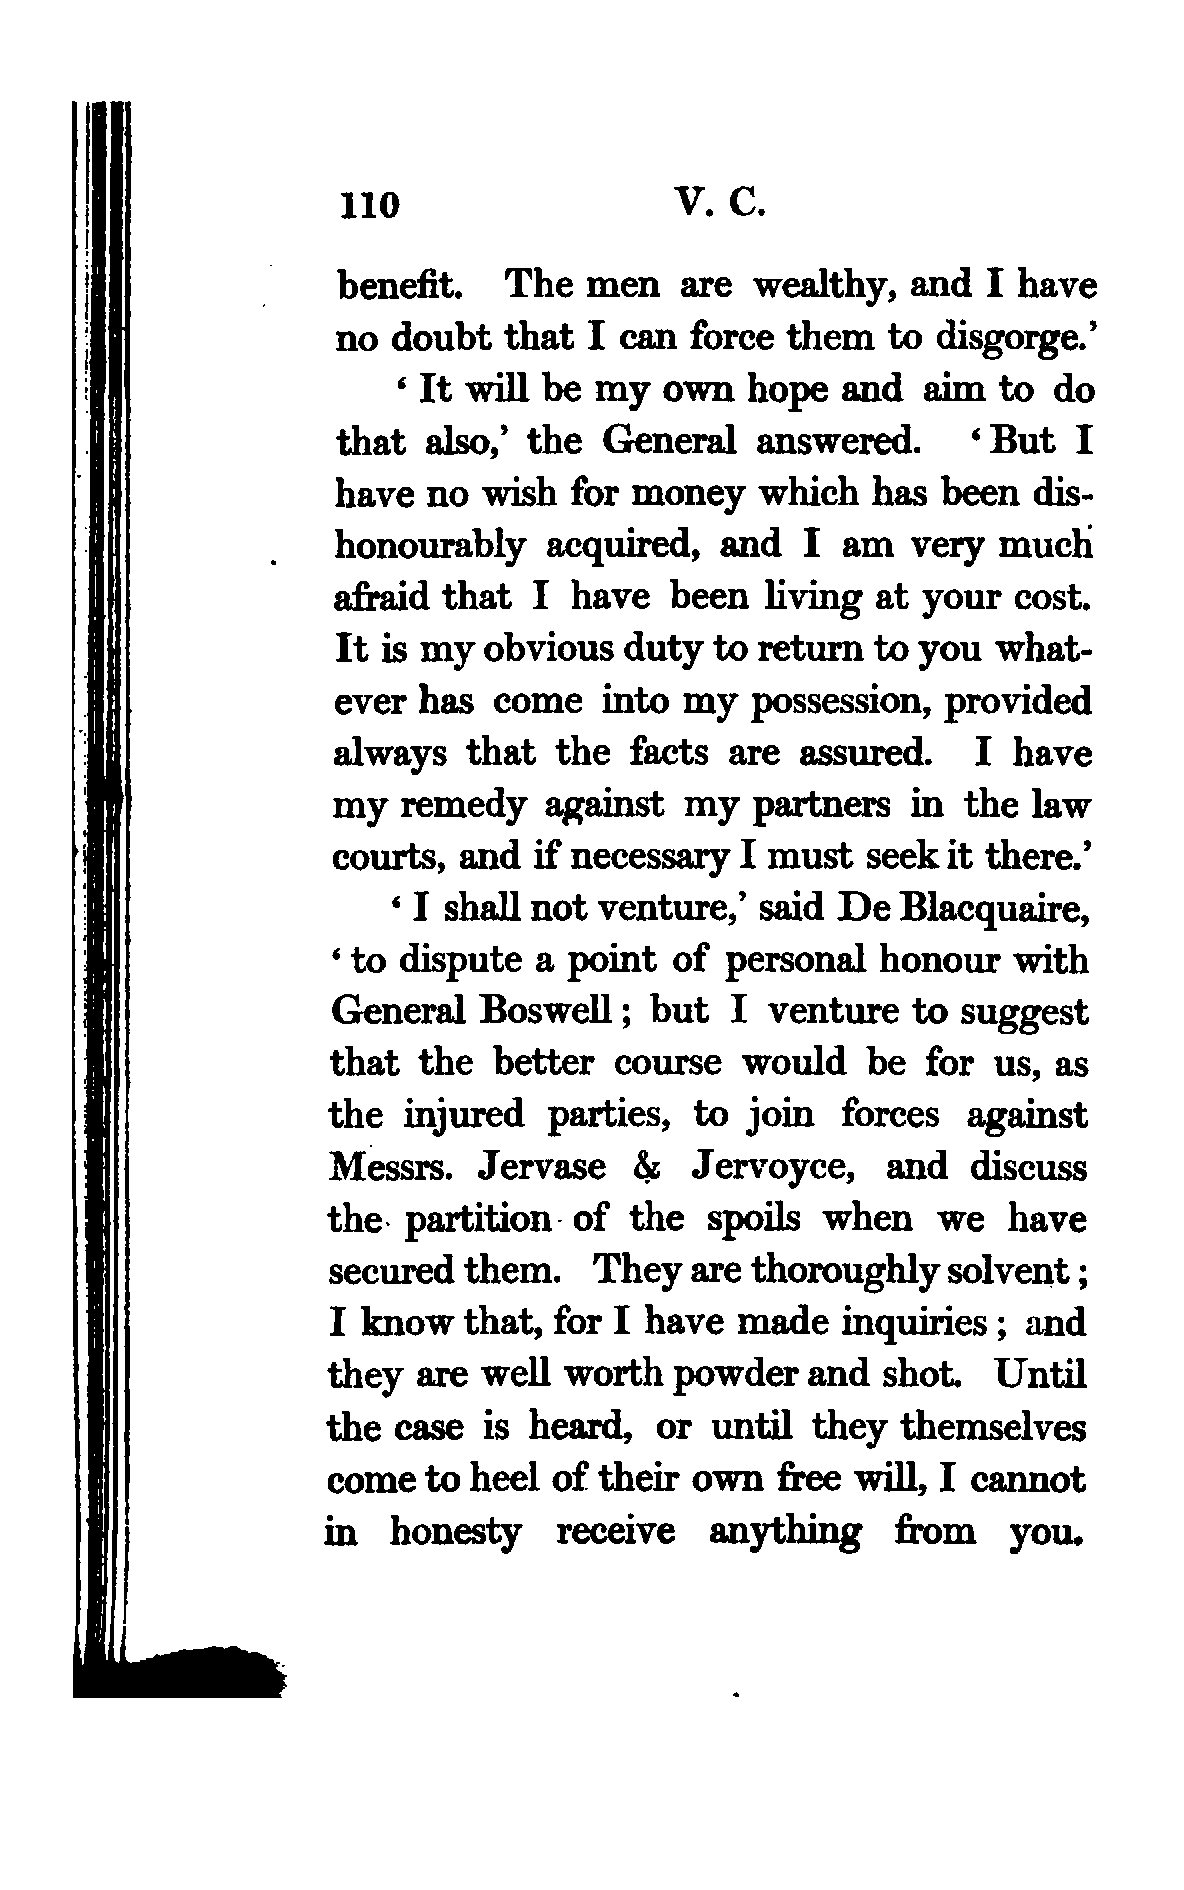 110 V. C.
benefit. The men are wealthy, and I have
no doubt that I can force them to disgorge.’
‘ It will be my own hope and aim to do
that also,’ the General answered. ‘ But I
have no wish for money which has been dis-
honourably acquired, and I am very much
afraid that I have been living at your cost.
It is my obvious duty to return to you what-
ever has come into my possession, provided
always that the facts are assured. I have
my remedy against my partners in the law
courts, and if necessary I must seek it there.’
‘ I shall not venture,’ said De Blacquaire,
‘ to dispute a point of personal honour with
General Boswell ; but I venture to suggest
that the better course would be for us, as
the injured parties, to join forces against
Messrs. Jervase & Jervoyce, and discuss
the partition of the spoils when we have
secured them. They are thoroughly solvent ;
I know that, for I have made inquiries ; and
they are well worth powder and shot. Until
the case is heard, or until they themselves
come to heel of their own free will, I cannot
in honesty receive anything from you.